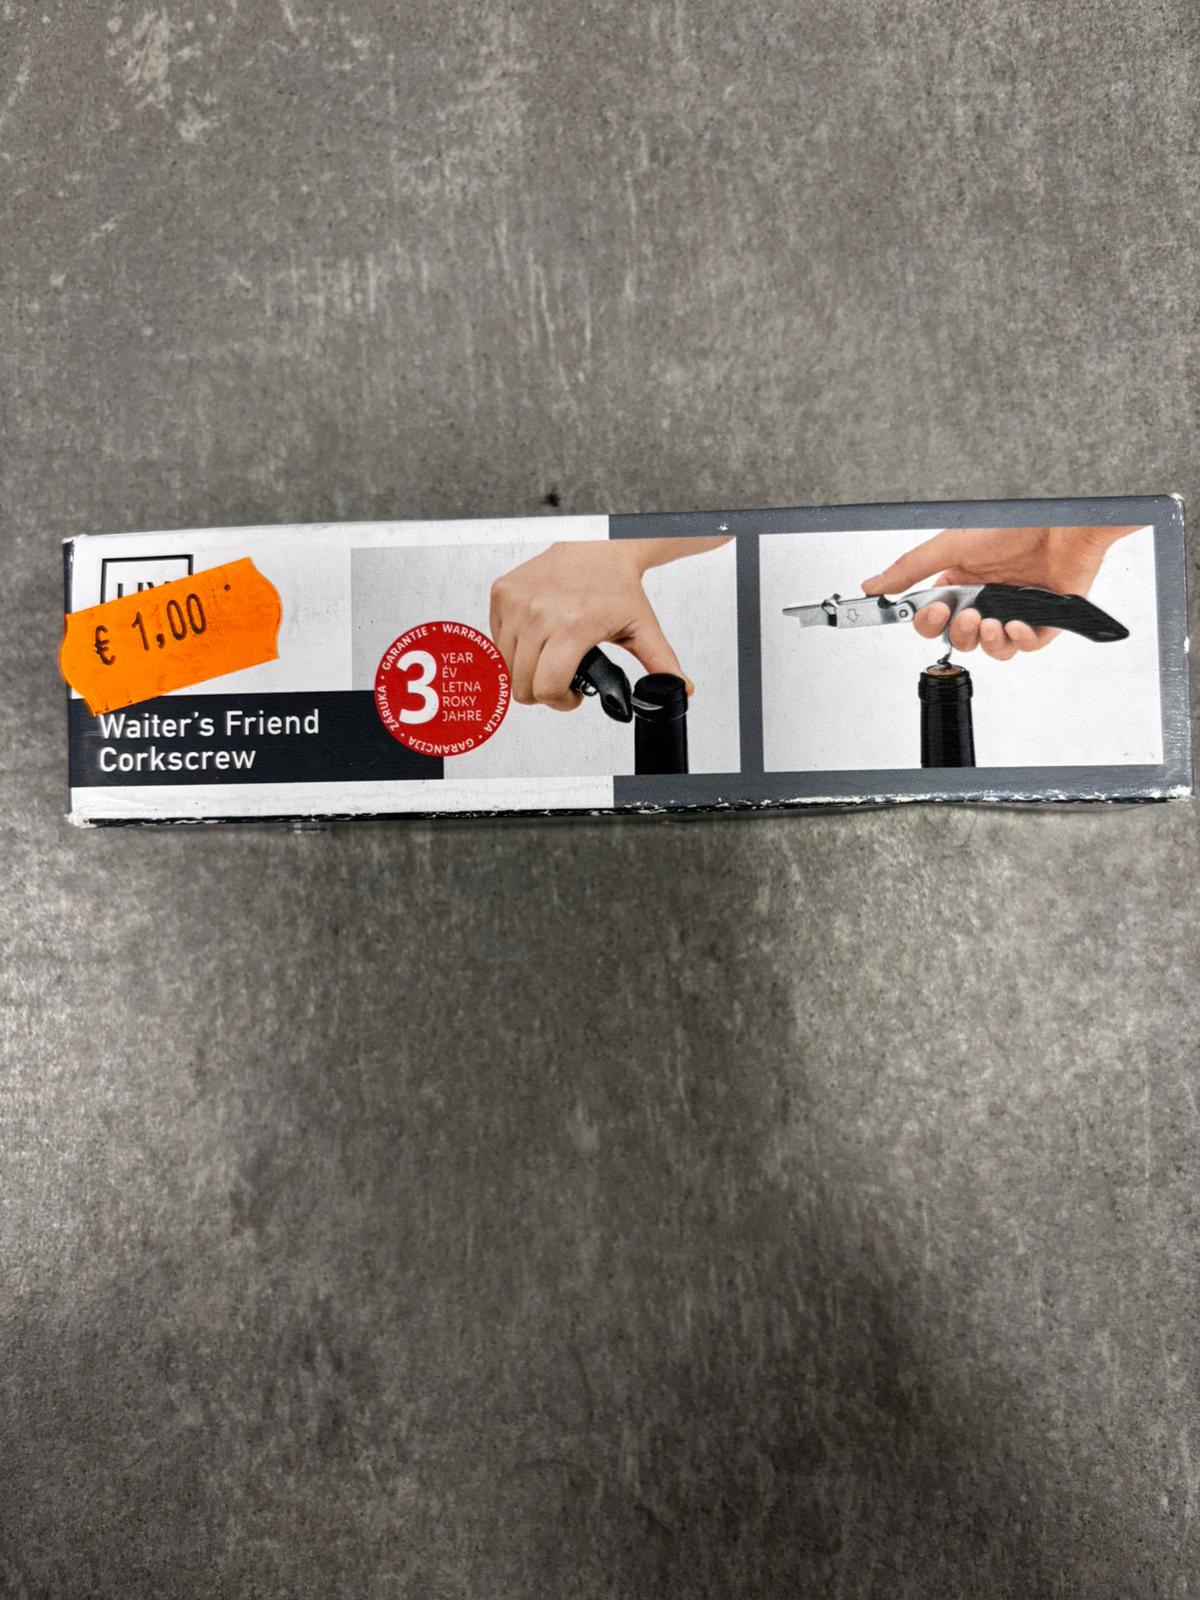 € 1,00
Waiter's Friend
Corkscrew
GARANTIE • WARRANTY • GARANCIA • GARANCIJA • ZÁRUKA •
3
YEAR
ÉV
LETNA
ROKY
JAHRE